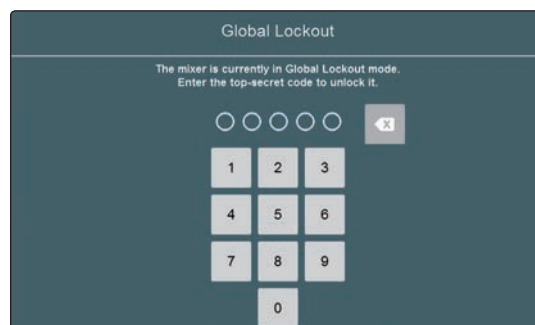 Global Lockout
The mixer is currently in Global Lockout mode.
Enter the top-secret code to unlock it.
1 2 3
4 5 6
7 8 9
0